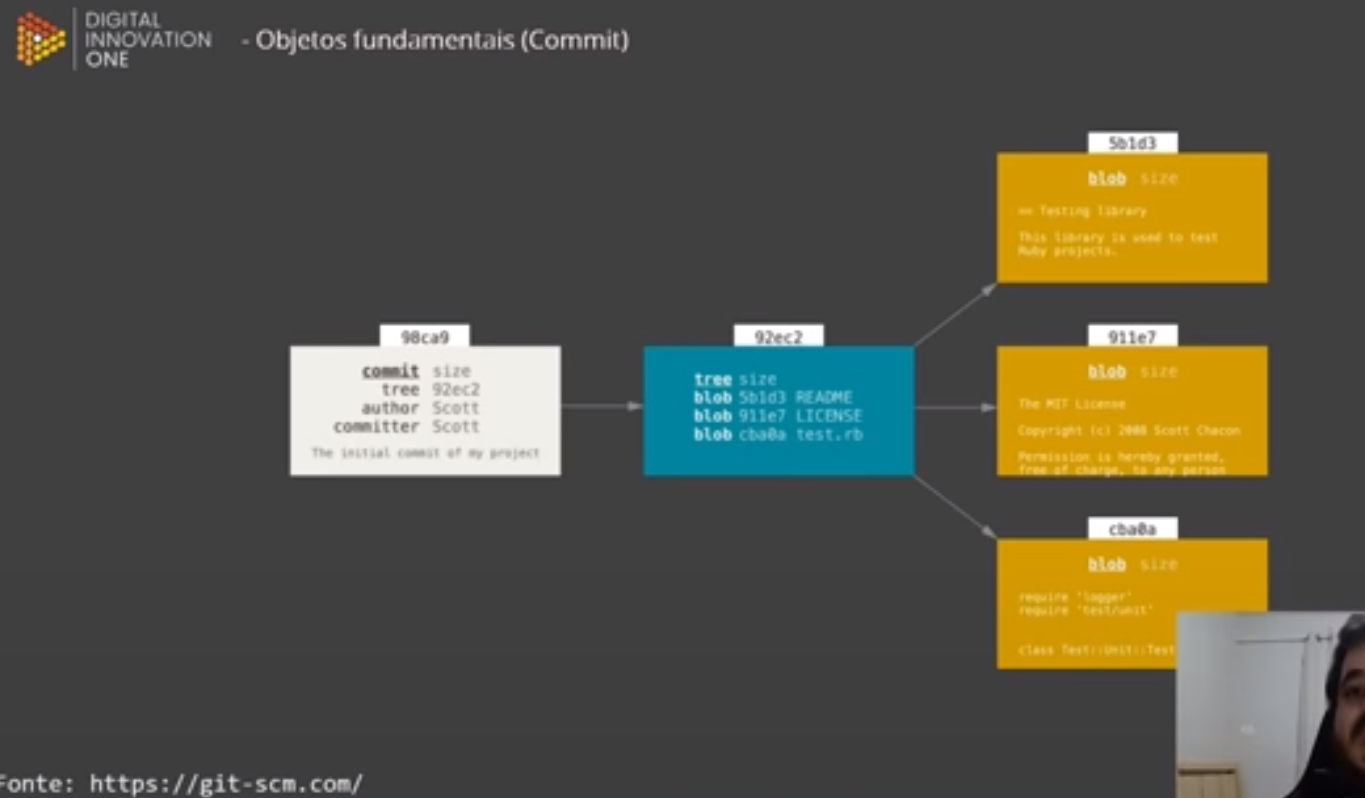 DIGITAL
INNOVATION
ONE
- Objetos fundamentais (Commit)
98ca9
commit size
tree 92ec2
author Scott
committer Scott
The initial commit of my project
92ec2
tree size
blob 5b1d3 README
blob 911e7 LICENSE
blob cba0a test.rb
5b1d3
blob size
== Testing library
This library is used to test
Ruby projects.
911e7
blob size
The MIT License
Copyright (c) 2008 Scott Chacon
Permission is hereby granted,
free of charge, to any person
cba0a
blob size
require 'logger'
require 'test/unit'
class Test::Unit::Test
Fonte: https://git-scm.com/